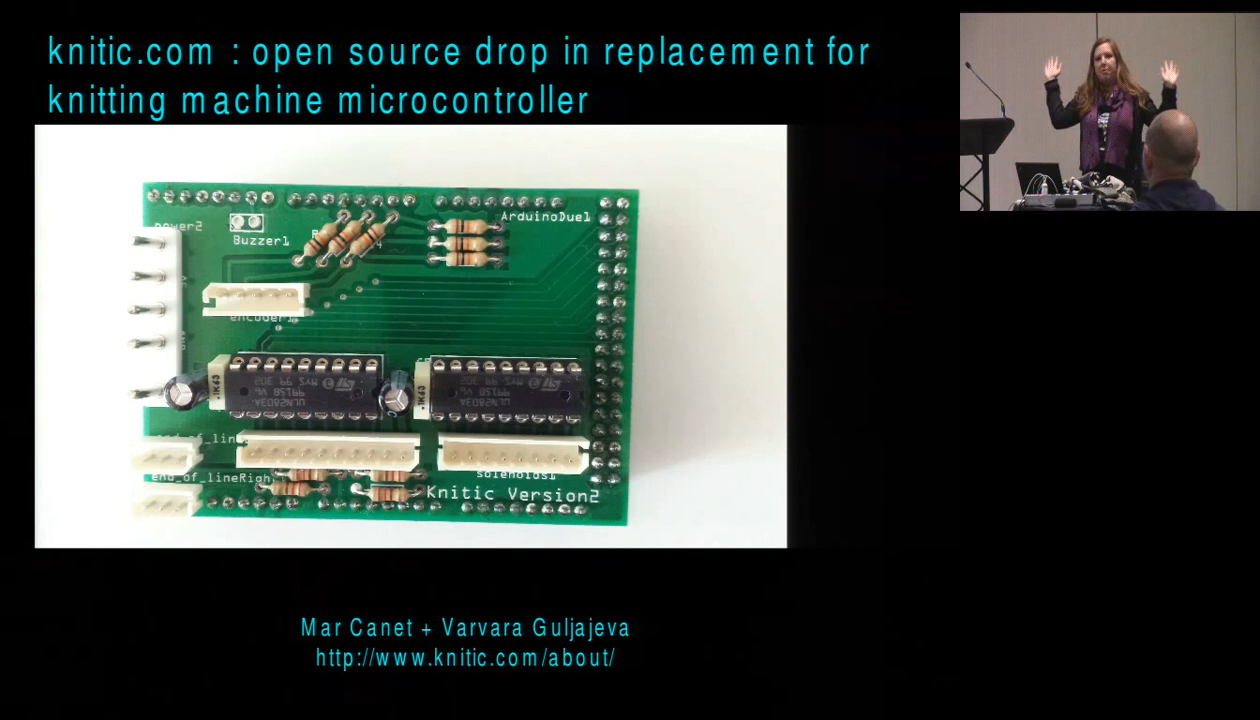 knitic.com : open source drop in replacement for
knitting machine microcontroller
ArduinoDue1
power2
Buzzer1
encoder1
ULN2803A
ULN2803A
end_of_lineRigh
solenoids1
Knitic Version2
Mar Canet + Varvara Guljajeva
http://www.knitic.com/about/